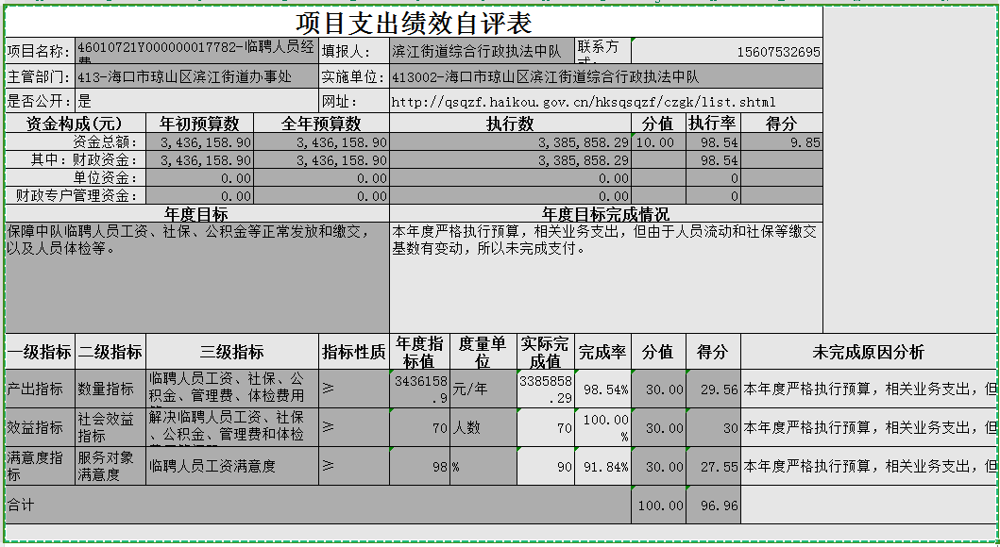 项目支出绩效自评表
项目名称: 46010721Y000000017782-临聘人员经费 填报人: 滨江街道综合行政执法中队 联系方式: 15607532695
主管部门: 413-海口市琼山区滨江街道办事处 实施单位: 413002-海口市琼山区滨江街道综合行政执法中队
是否公开: 是 网址: http://qsqzf.haikou.gov.cn/hksqsqzf/czgk/list.shtml
资金构成(元) 年初预算数 全年预算数 执行数 分值 执行率 得分
资金总额: 3,436,158.90 3,436,158.90 3,385,858.29 10.00 98.54 9.85
其中: 财政资金: 3,436,158.90 3,436,158.90 3,385,858.29 98.54
单位资金: 0.00 0.00 0.00 0
财政专户管理资金: 0.00 0.00 0.00 0
年度目标 年度目标完成情况
保障中队临聘人员工资、社保、公积金等正常发放和缴交,
以及人员体检等。
本年度严格执行预算，相关业务支出，但由于人员流动和社保等缴交
基数有变动，所以未完成支付。
一级指标 二级指标 三级指标 指标性质 年度指标值 度量单位 实际完成值 完成率 分值 得分 未完成原因分析
产出指标 数量指标 临聘人员工资、社保、公积金、管理费、体检费用 ≥ 3436158.9 元/年 3385858.29 98.54% 30.00 29.56 本年度严格执行预算，相关业务支出，但
效益指标 社会效益指标 解决临聘人员工资、社保、公积金、管理费和体检 ≥ 70 人数 70 100.00% 30.00 30 本年度严格执行预算，相关业务支出，但
满意度指标 服务对象满意度 临聘人员工资满意度 ≥ 98 % 90 91.84% 30.00 27.55 本年度严格执行预算，相关业务支出，但
合计 100.00 96.96